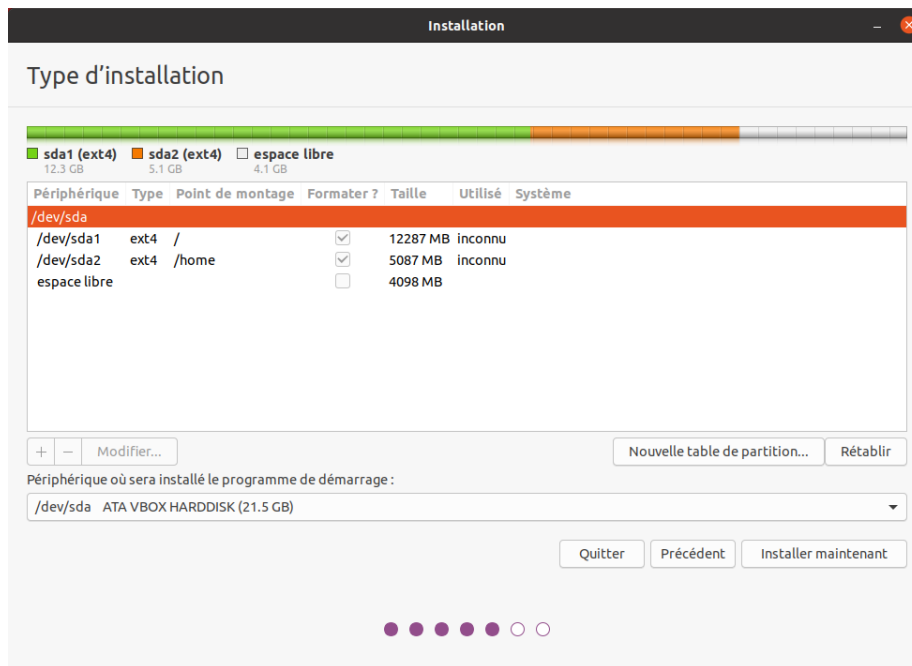 Installation
Type d'installation
sda1 (ext4) sda2 (ext4) espace libre
12.3 GB 5.1 GB 4.1 GB
Périphérique Type Point de montage Formater ? Taille Utilisé Système
/dev/sda
/dev/sda1 ext4 / 12287 MB inconnu
/dev/sda2 ext4 /home 5087 MB inconnu
espace libre 4098 MB
+ − Modifier... Nouvelle table de partition... Rétablir
Périphérique où sera installé le programme de démarrage :
/dev/sda ATA VBOX HARDDISK (21.5 GB)
Quitter Précédent Installer maintenant